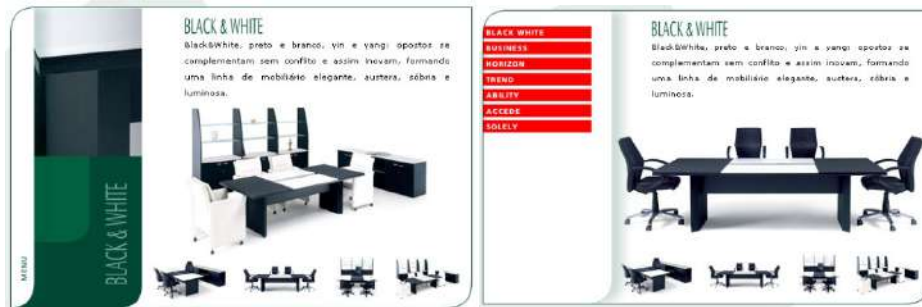 BLACK & WHITE
Black&White, preto e branco, yin e yang: opostos se
complementam sem conflito e assim inovam, formando
uma linha de mobiliário elegante, austera, sóbria e
luminosa.
MENU
BLACK & WHITE
BLACK WHITE
BUSINESS
HORIZON
TREND
ABILITY
ACCEDE
SOLELY
BLACK & WHITE
Black&White, preto e branco, yin e yang: opostos se
complementam sem conflito e assim inovam, formando
uma linha de mobiliário elegante, austera, sóbria e
luminosa.